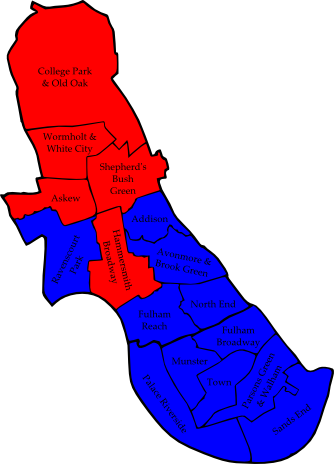 College Park
& Old Oak
Wormholt &
White City
Shepherd's
Bush
Green
Askew
Addison
Ravenscourt
Park
Hammersmith
Broadway
Avonmore &
Brook Green
North End
Fulham
Reach
Fulham
Broadway
Munster
Town
Parsons Green
& Walham
Palace Riverside
Sands End